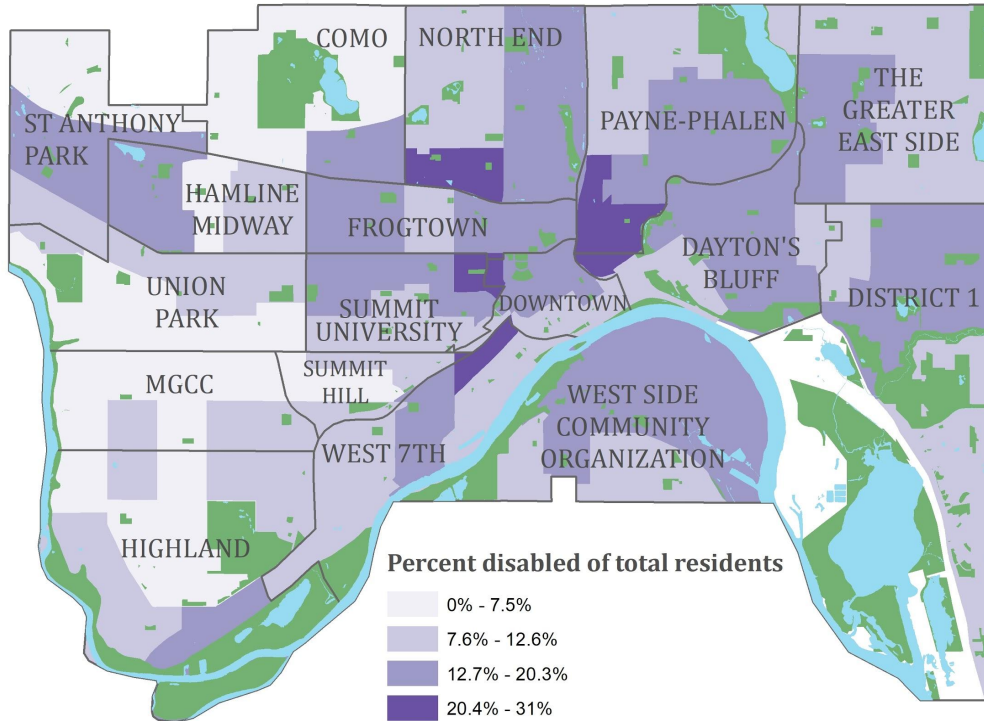 COMO
NORTH END
ST ANTHONY
PARK
HAMLINE
MIDWAY
FROGTOWN
PAYNE-PHALEN
THE
GREATER
EAST SIDE
UNION
PARK
SUMMIT
UNIVERSITY
DOWNTOWN
DAYTON'S
BLUFF
DISTRICT 1
MGCC
SUMMIT
HILL
WEST 7TH
WEST SIDE
COMMUNITY
ORGANIZATION
HIGHLAND
Percent disabled of total residents
0% - 7.5%
7.6% - 12.6%
12.7% - 20.3%
20.4% - 31%